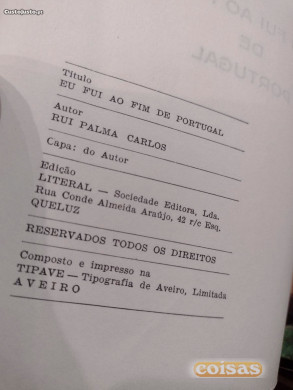 CustoJusto.pt
Título
EU FUI AO FIM DE PORTUGAL
Autor
RUI PALMA CARLOS
Capa: do Autor
Edição
LITERAL — Sociedade Editora, Lda.
Rua Conde Almeida Araújo, 42 r/c Esq.
QUELUZ
RESERVADOS TODOS OS DIREITOS
Composto e impresso na
TIPAVE — Tipografia de Aveiro, Limitada
AVEIRO
coisas